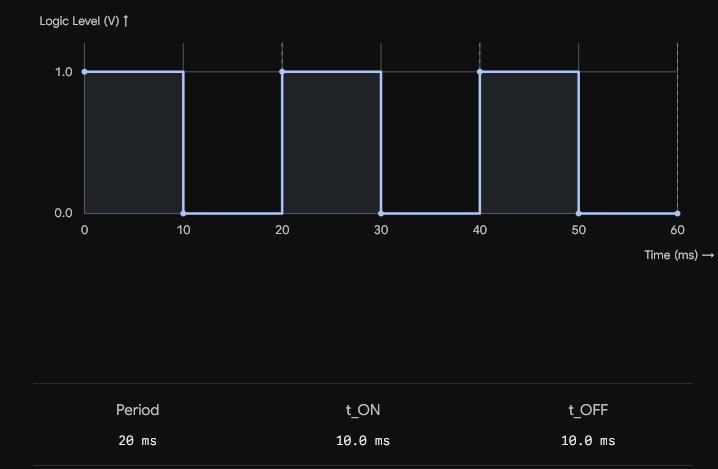 Logic Level (V) ↑
1.0
0.0
0 10 20 30 40 50 60
Time (ms) →
Period t_ON t_OFF
20 ms 10.0 ms 10.0 ms